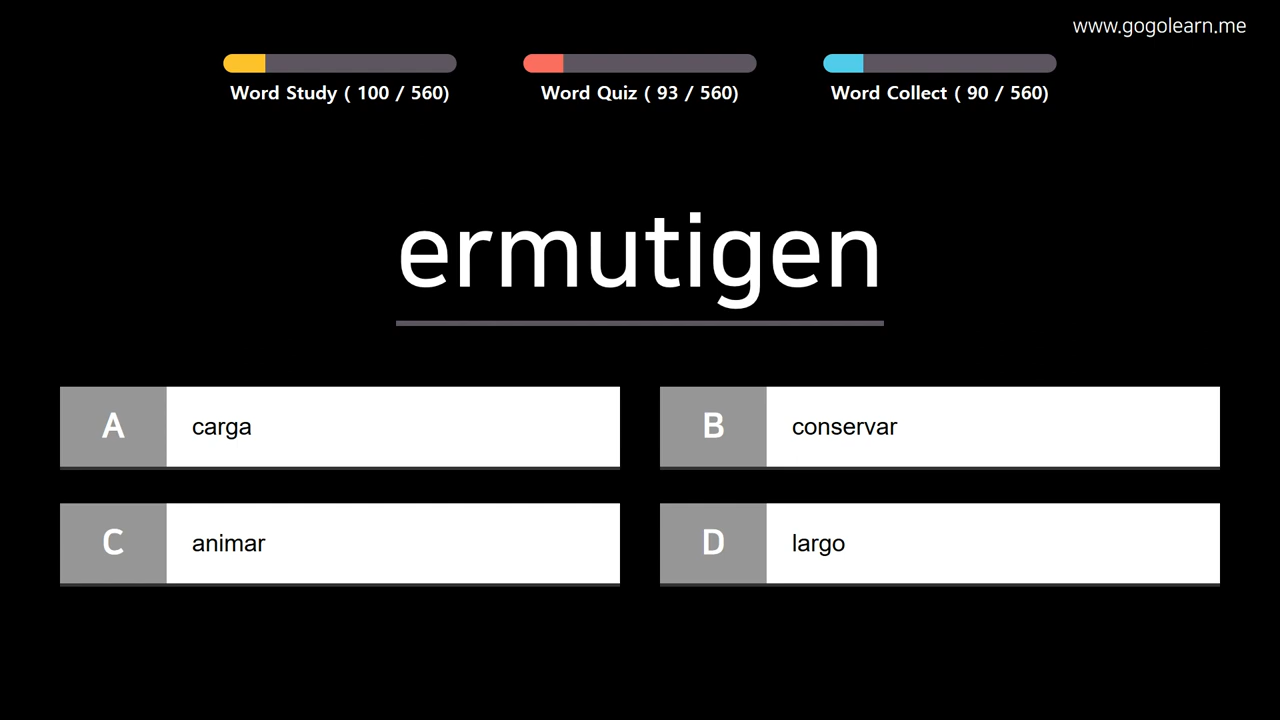 www.gogolearn.me
Word Study ( 100 / 560)
Word Quiz ( 93 / 560)
Word Collect ( 90 / 560)
ermutigen
A carga
B conservar
C animar
D largo